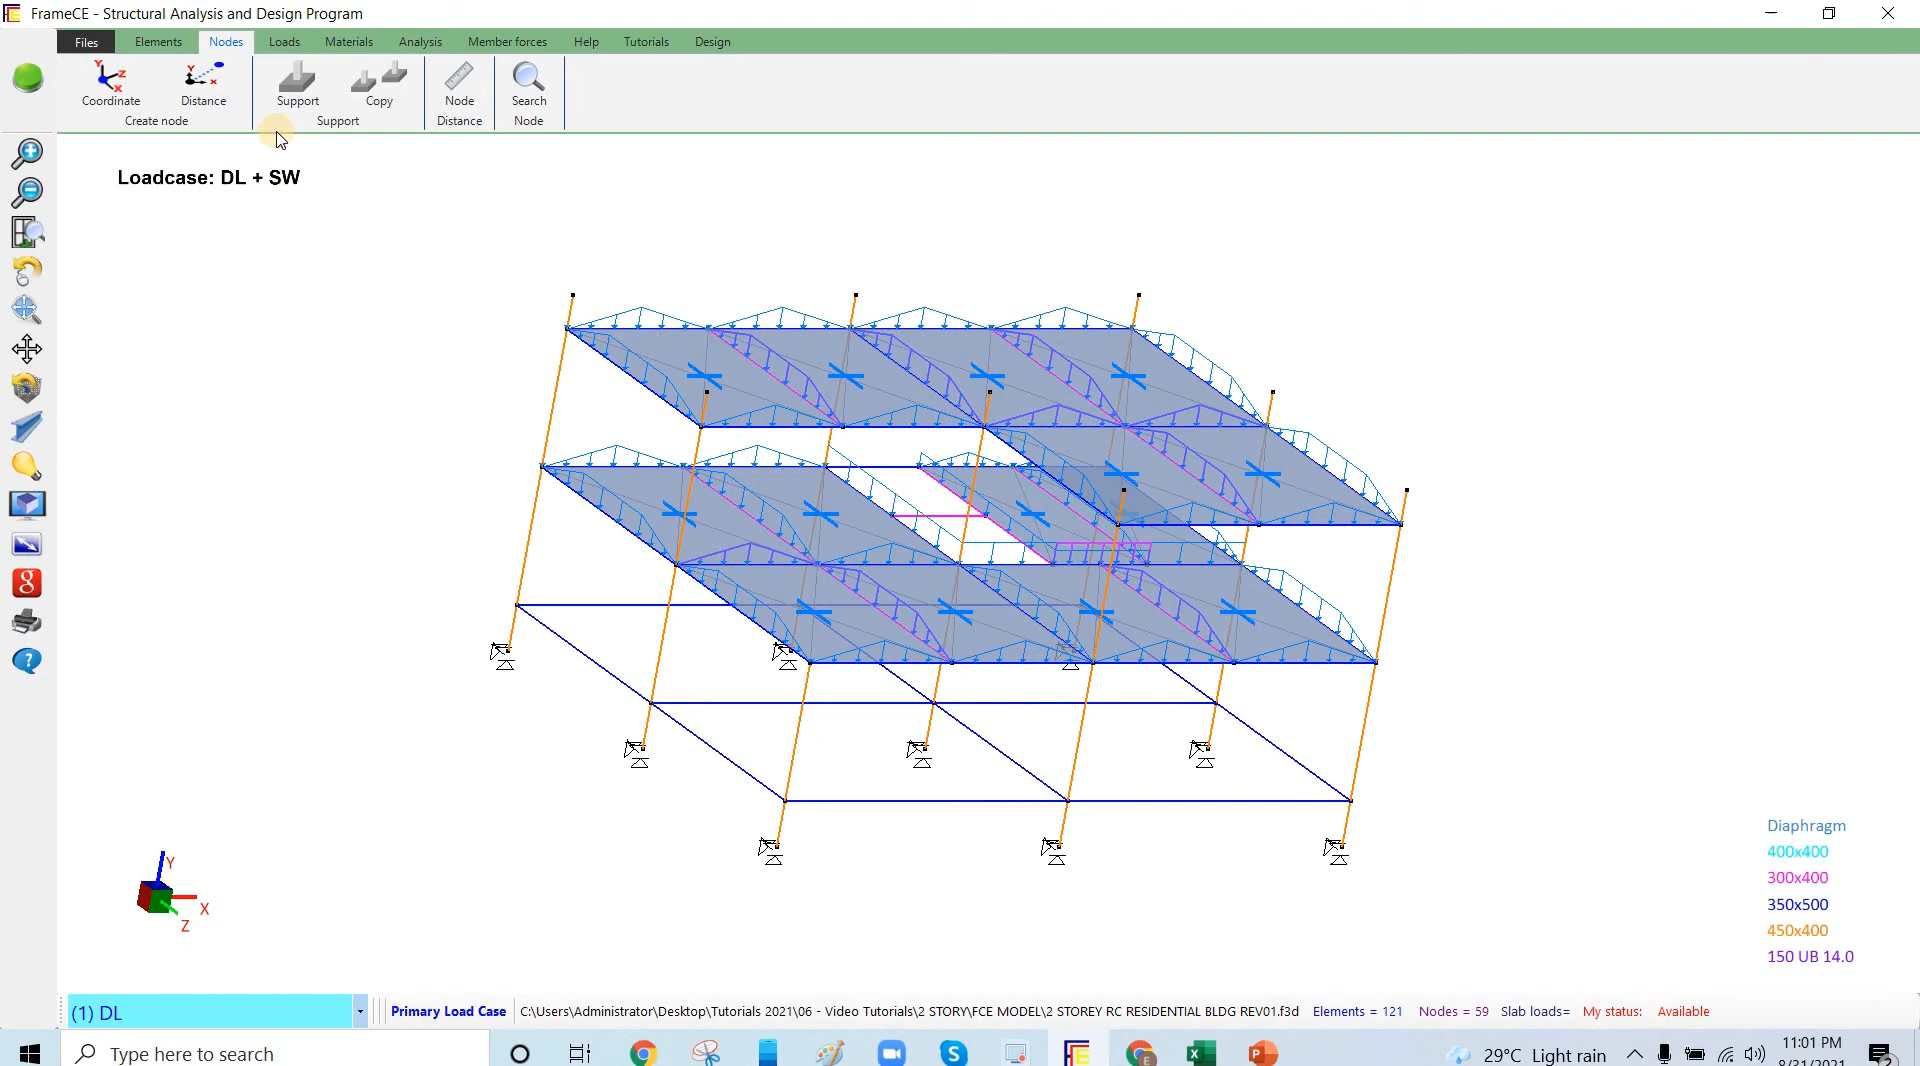 FrameCE - Structural Analysis and Design Program
Files Elements Nodes Loads Materials Analysis Member forces Help Tutorials Design
Coordinate Distance Support Copy Node Search
Create node Support Distance Node
Loadcase: DL + SW
Diaphragm
400x400
300x400
350x500
450x400
150 UB 14.0
Y
X
Z
(1) DL Primary Load Case C:\Users\Administrator\Desktop\Tutorials 2021\06 - Video Tutorials\2 STORY\FCE MODEL\2 STOREY RC RESIDENTIAL BLDG REV01.f3d Elements = 121 Nodes = 59 Slab loads= My status: Available
Type here to search 29°C Light rain 11:01 PM
8/31/2021